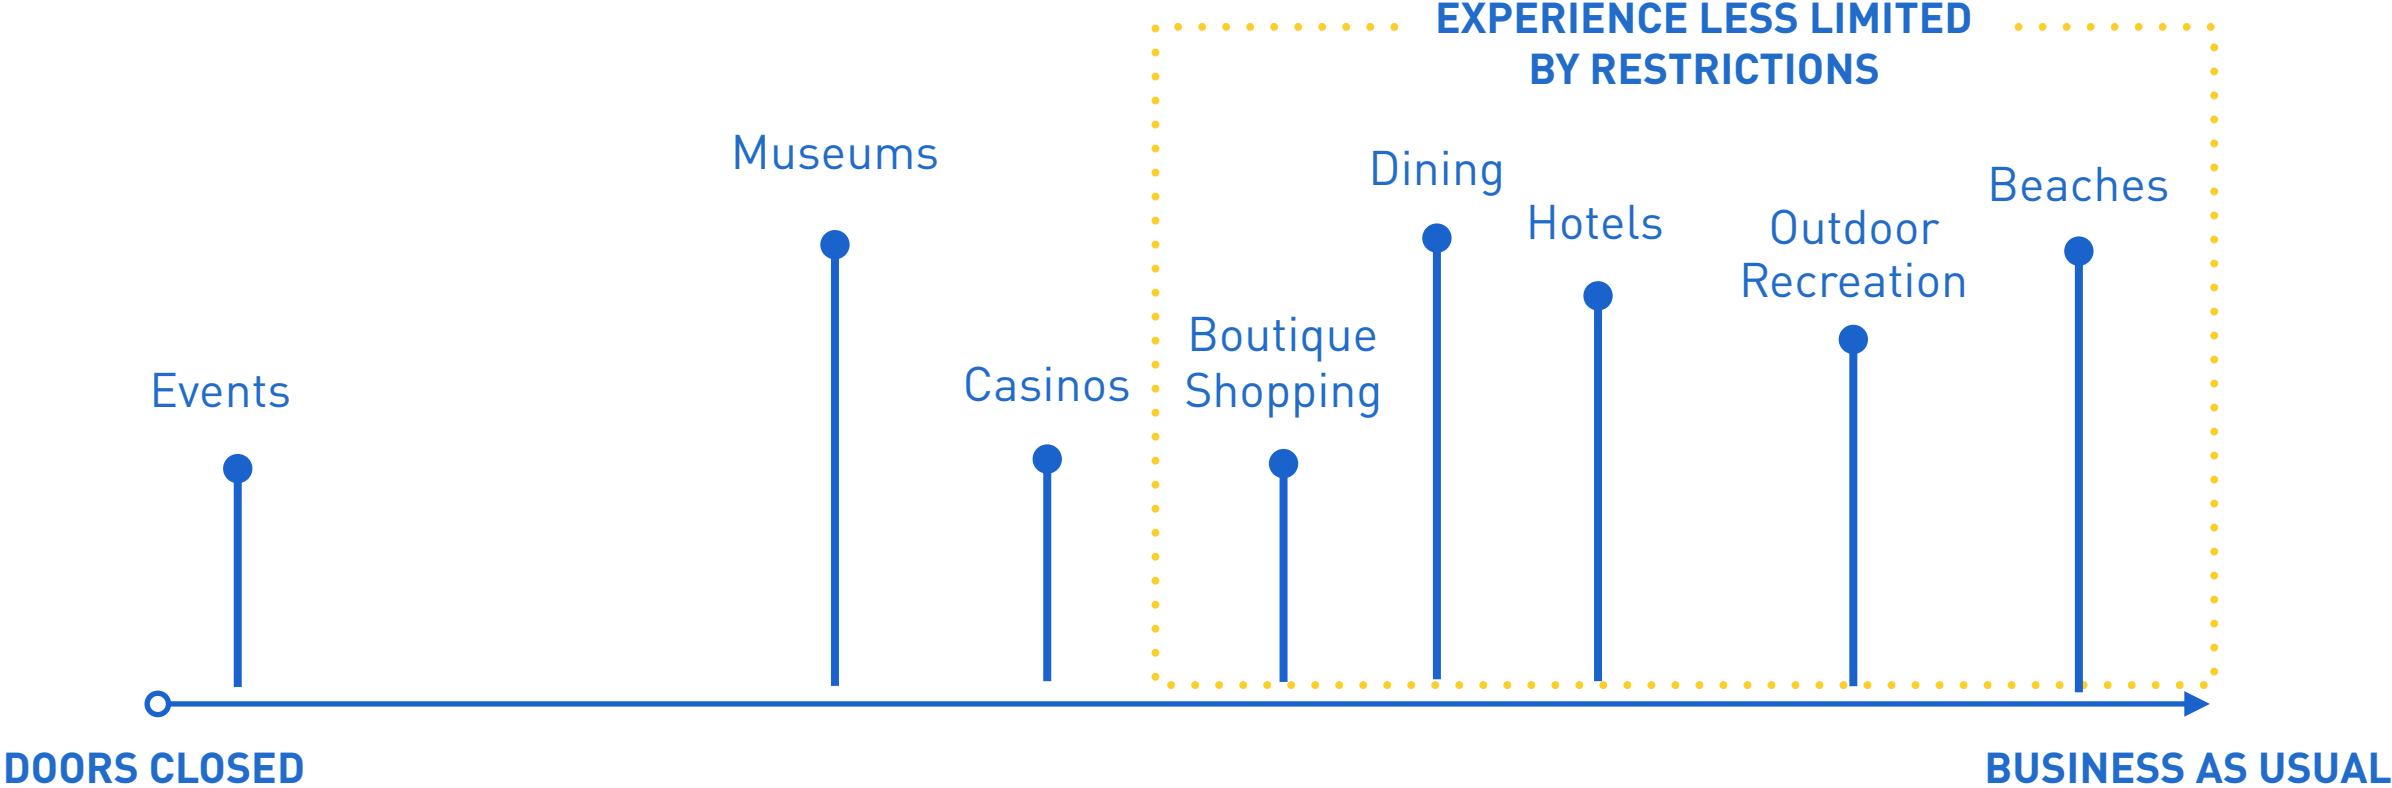 EXPERIENCE LESS LIMITED
BY RESTRICTIONS
Museums
Dining
Beaches
Hotels
Outdoor
Recreation
Boutique
Shopping
Casinos
Events
DOORS CLOSED
BUSINESS AS USUAL